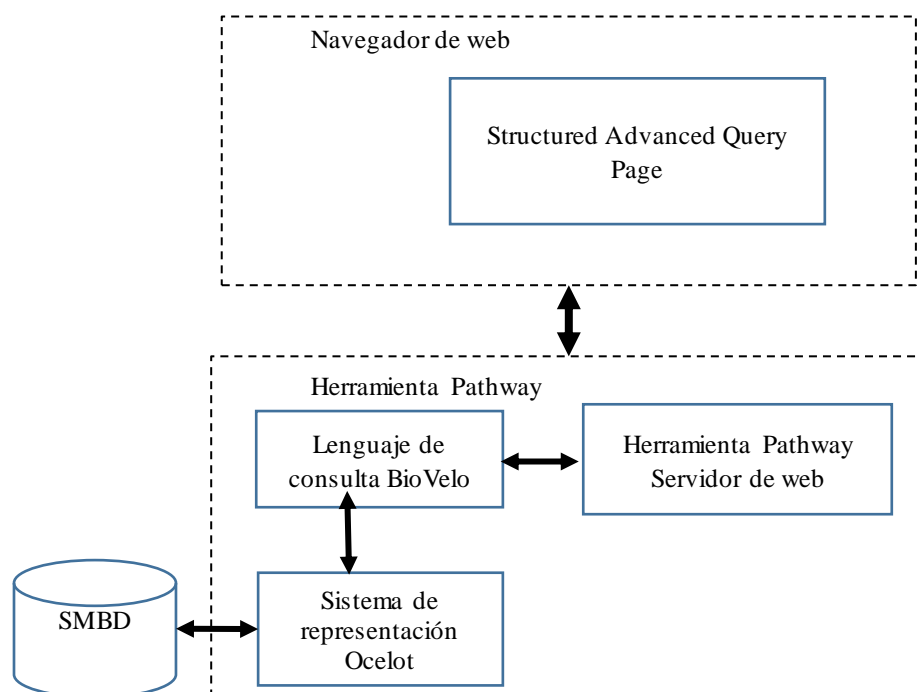 Navegador de web
Structured Advanced Query
Page
Herramienta Pathway
Lenguaje de
consulta BioVelo
Herramienta Pathway
Servidor de web
SMBD
Sistema de
representación
Ocelot